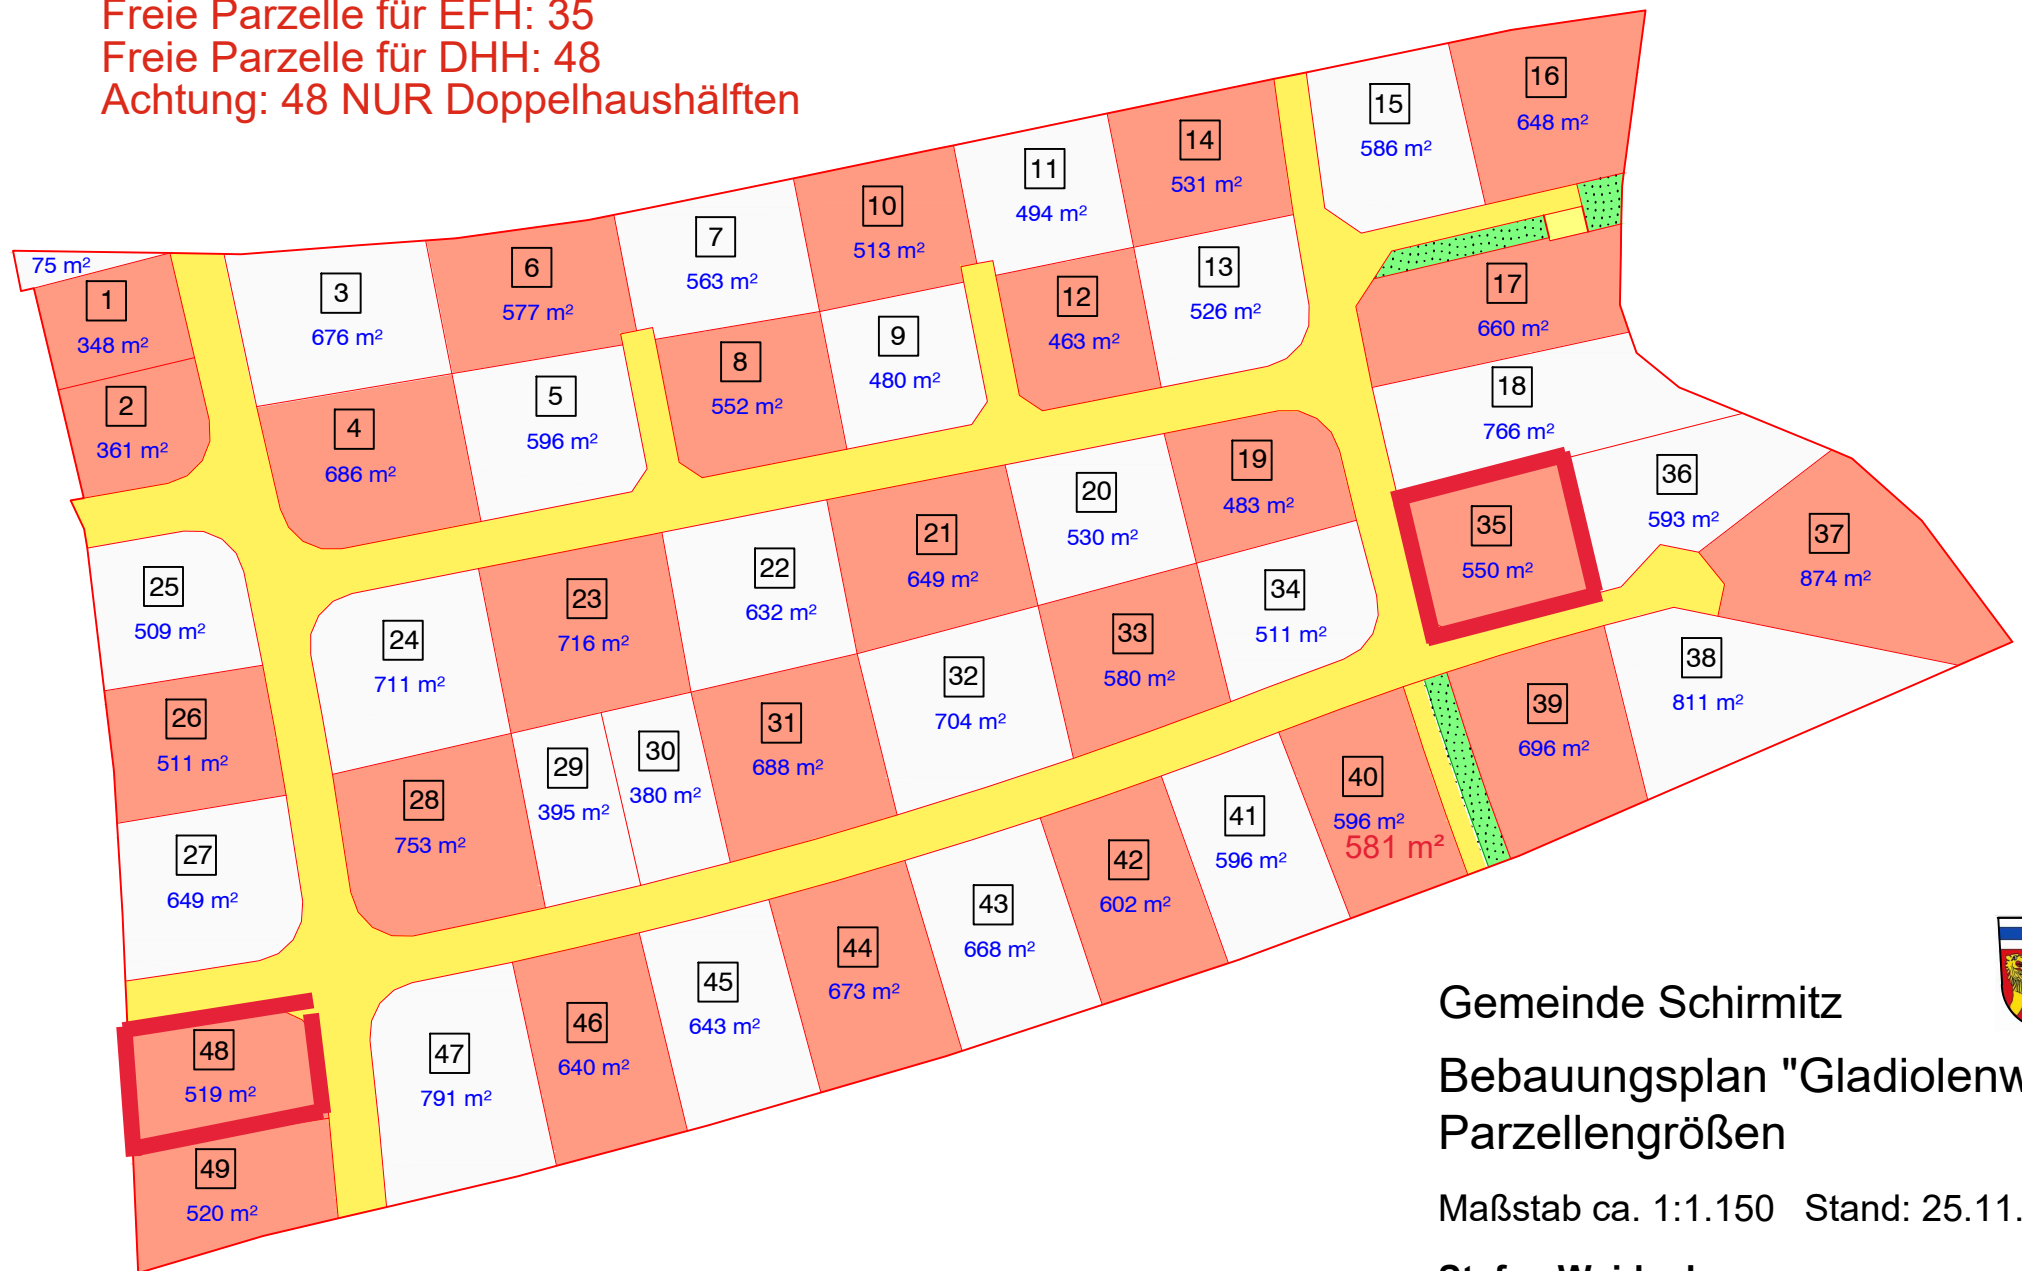 Freie Parzelle für EFH: 35
Freie Parzelle für DHH: 48
Achtung: 48 NUR Doppelhaushälften
75 m²
1
348 m²
2
361 m²
3
676 m²
4
686 m²
5
596 m²
6
577 m²
7
563 m²
8
552 m²
9
480 m²
10
513 m²
11
494 m²
12
463 m²
13
526 m²
14
531 m²
15
586 m²
16
648 m²
17
660 m²
18
766 m²
19
483 m²
20
530 m²
21
649 m²
22
632 m²
23
716 m²
24
711 m²
25
509 m²
26
511 m²
27
649 m²
28
753 m²
29
395 m²
30
380 m²
31
688 m²
32
704 m²
33
580 m²
34
511 m²
35
550 m²
36
593 m²
37
874 m²
38
811 m²
39
696 m²
40
596 m²
581 m²
41
596 m²
42
602 m²
43
668 m²
44
673 m²
45
643 m²
46
640 m²
47
791 m²
48
519 m²
49
520 m²
Gemeinde Schirmitz
Bebauungsplan "Gladiolenw
Parzellengrößen
Maßstab ca. 1:1.150 Stand: 25.11.